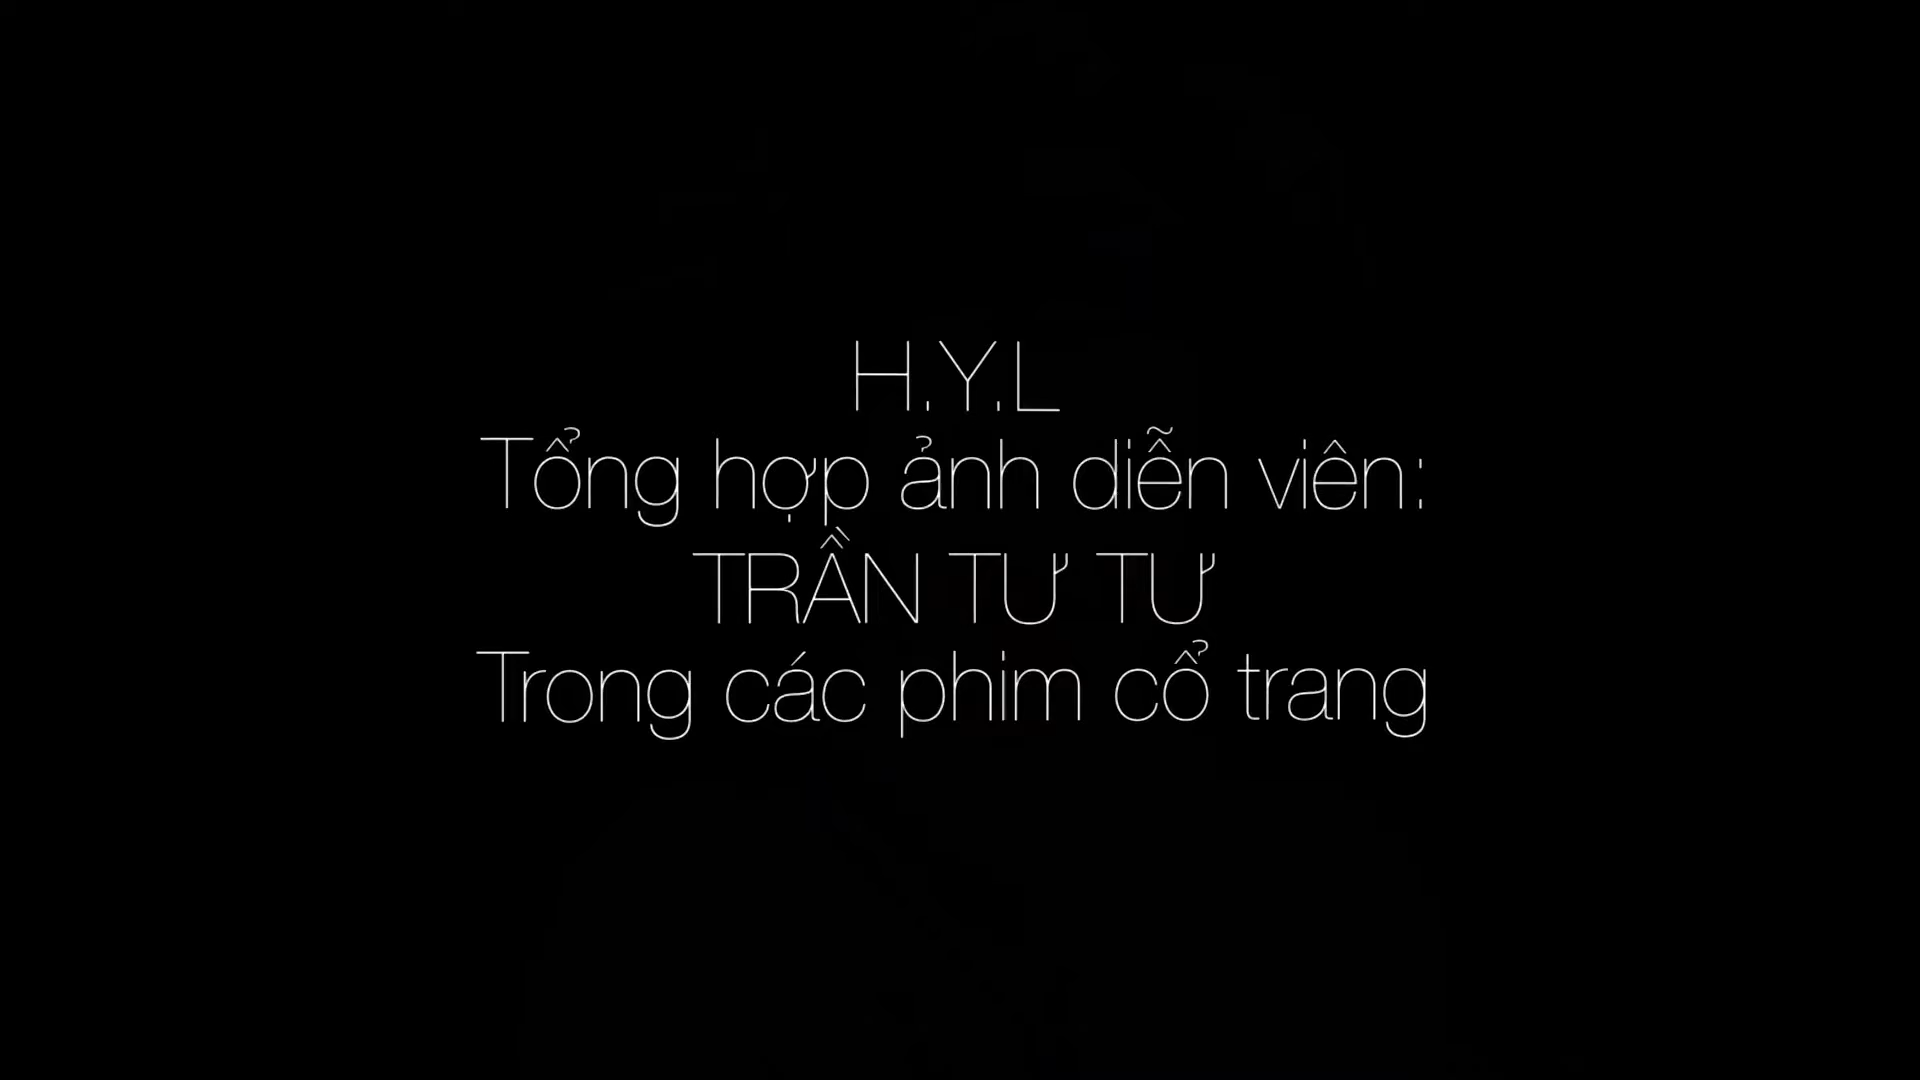 H.Y.L
Tổng hợp ảnh diễn viên:
TRẦN TƯ TƯ
Trong các phim cổ trang